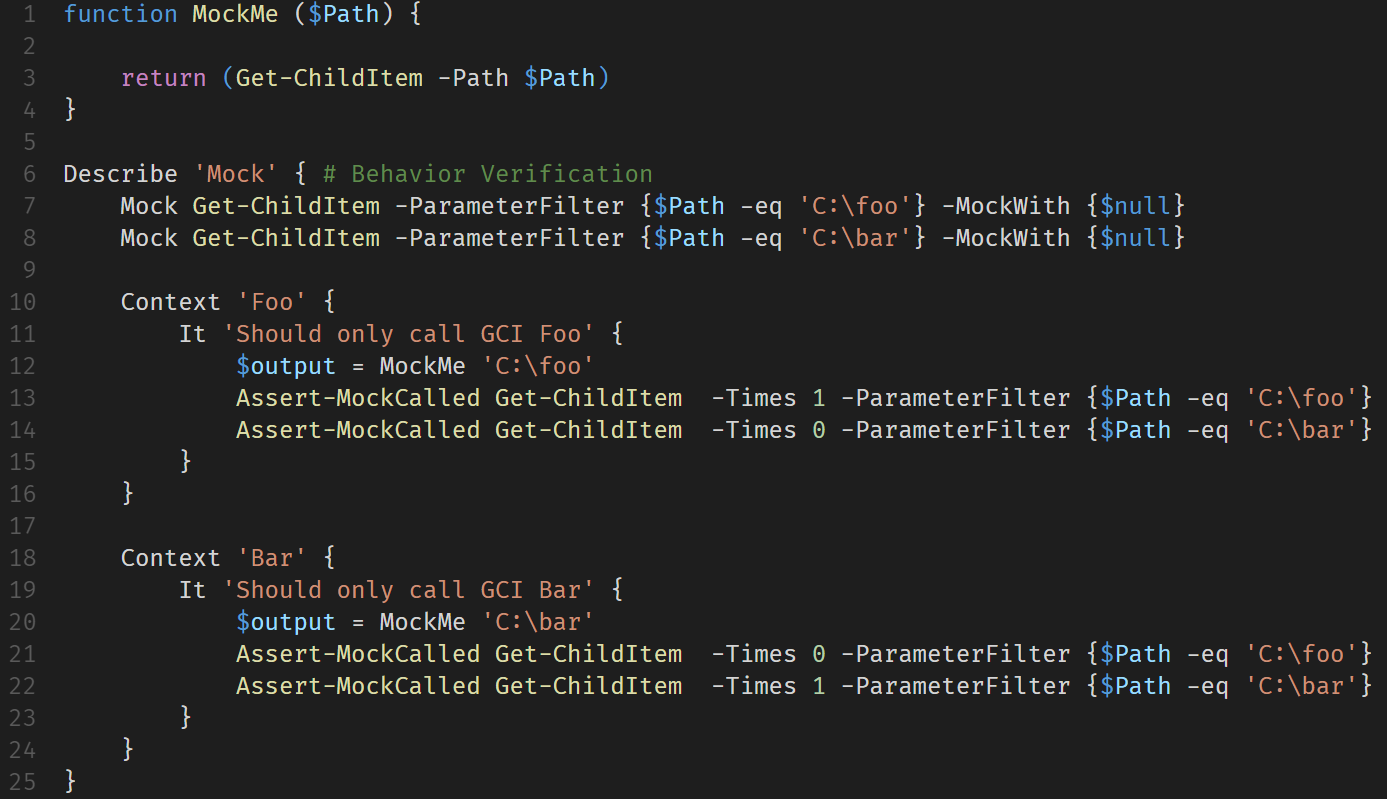 1 function MockMe ($Path) {
2
3     return (Get-ChildItem -Path $Path)
4 }
5
6 Describe 'Mock' { # Behavior Verification
7     Mock Get-ChildItem -ParameterFilter {$Path -eq 'C:\foo'} -MockWith {$null}
8     Mock Get-ChildItem -ParameterFilter {$Path -eq 'C:\bar'} -MockWith {$null}
9
10     Context 'Foo' {
11         It 'Should only call GCI Foo' {
12             $output = MockMe 'C:\foo'
13             Assert-MockCalled Get-ChildItem  -Times 1 -ParameterFilter {$Path -eq 'C:\foo'}
14             Assert-MockCalled Get-ChildItem  -Times 0 -ParameterFilter {$Path -eq 'C:\bar'}
15         }
16     }
17
18     Context 'Bar' {
19         It 'Should only call GCI Bar' {
20             $output = MockMe 'C:\bar'
21             Assert-MockCalled Get-ChildItem  -Times 0 -ParameterFilter {$Path -eq 'C:\foo'}
22             Assert-MockCalled Get-ChildItem  -Times 1 -ParameterFilter {$Path -eq 'C:\bar'}
23         }
24     }
25 }